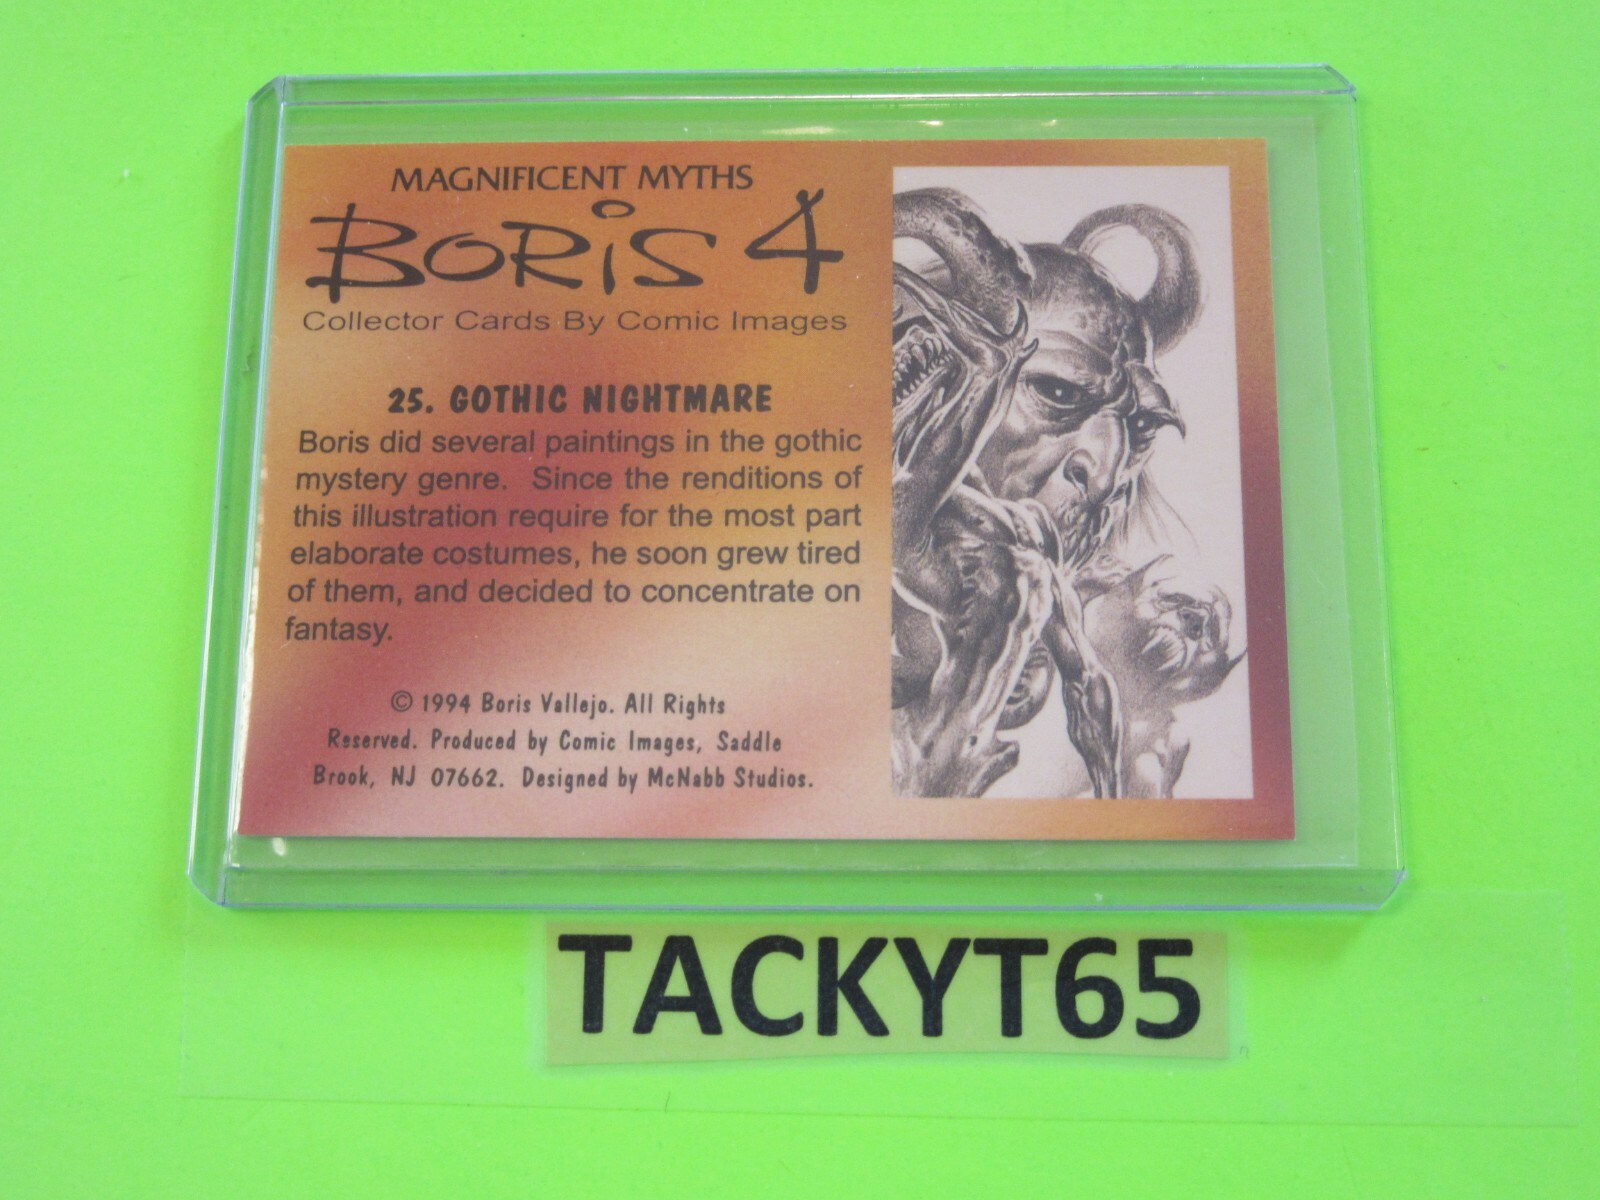 MAGNIFICENT MYTHS
BORIS 4
Collector Cards By Comic Images
25. GOTHIC NIGHTMARE
Boris did several paintings in the gothic
mystery genre. Since the renditions of
this illustration require for the most part
elaborate costumes, he soon grew tired
of them, and decided to concentrate on
fantasy.
© 1994 Boris Vallejo. All Rights
Reserved. Produced by Comic Images, Saddle
Brook, NJ 07662. Designed by McNabb Studios.
TACKYT65